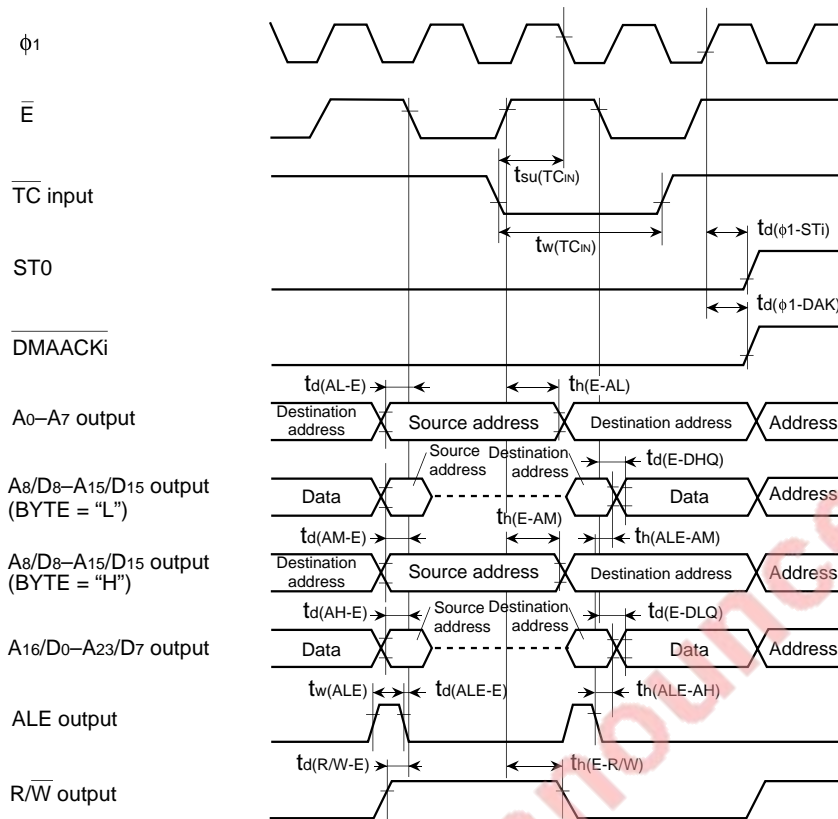 ϕ1
E̅
tsu(TCIN)
T̅C̅ input
td(ϕ1-STi)
tw(TCIN)
ST0
td(ϕ1-DAK)
D̅M̅A̅A̅C̅K̅i̅
td(AL-E) th(E-AL)
A0–A7 output
Destination address
Source address
Destination address
Address
Source address
Destination address
td(E-DHQ)
A8/D8–A15/D15 output
(BYTE = “L”)
Data
Data
Address
th(E-AM)
td(AM-E) th(ALE-AM)
A8/D8–A15/D15 output
(BYTE = “H”)
Destination address
Source address
Destination address
Address
td(AH-E)
Source address
Destination address
td(E-DLQ)
A16/D0–A23/D7 output
Data
Data
Address
tw(ALE) td(ALE-E) th(ALE-AH)
ALE output
td(R/W-E) th(E-R/W)
R/W̅ output